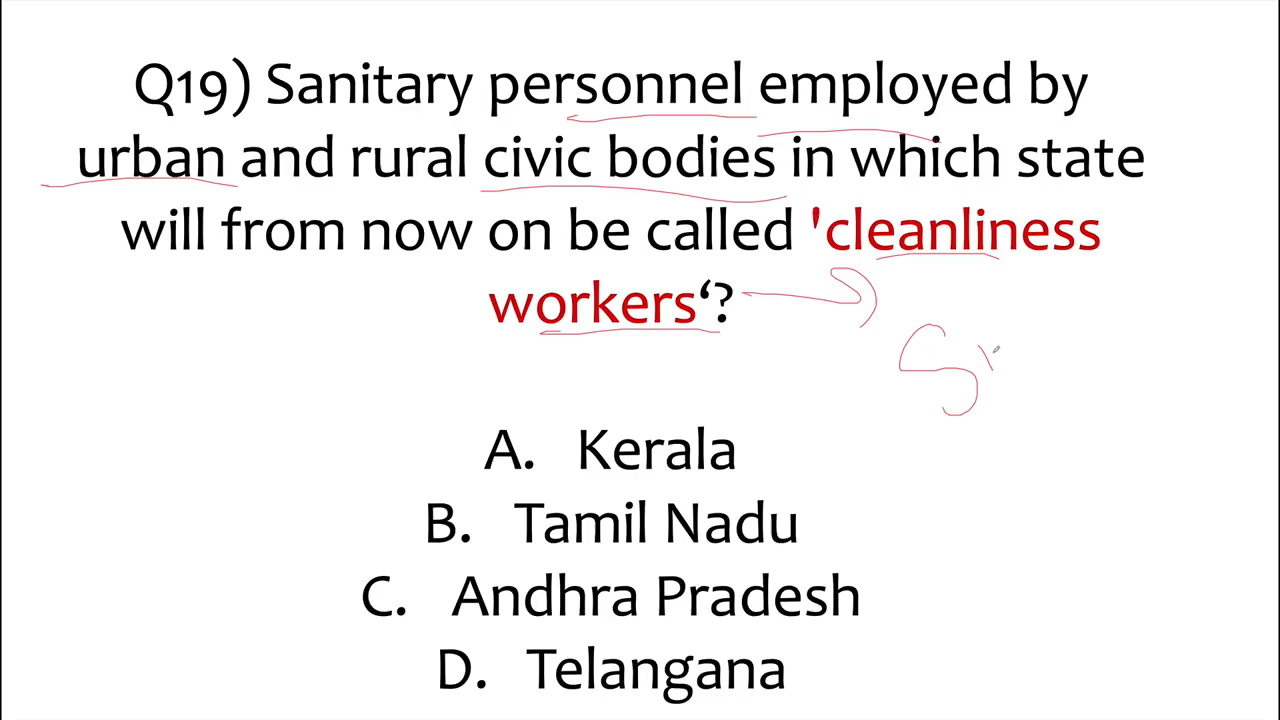 Q19) Sanitary personnel employed by
urban and rural civic bodies in which state
will from now on be called 'cleanliness
workers‘?
A. Kerala
B. Tamil Nadu
C. Andhra Pradesh
D. Telangana